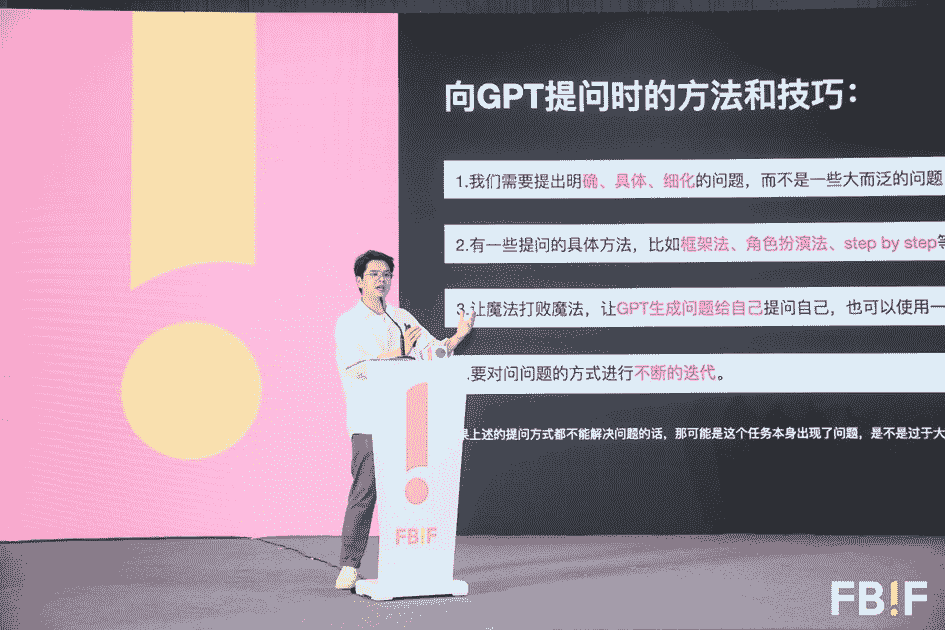 向GPT提问时的方法和技巧：
1.我们需要提出明确、具体、细化的问题，而不是一些大而泛的问题
2.有一些提问的具体方法，比如框架法、角色扮演法、step by step等
3.让魔法打败魔法，让GPT生成问题给自己提问自己，也可以使用一
.要对问问题的方式进行不断的迭代。
果上述的提问方式都不能解决问题的话，那可能是这个任务本身出现了问题，是不是过于大
FB!F
FB!F